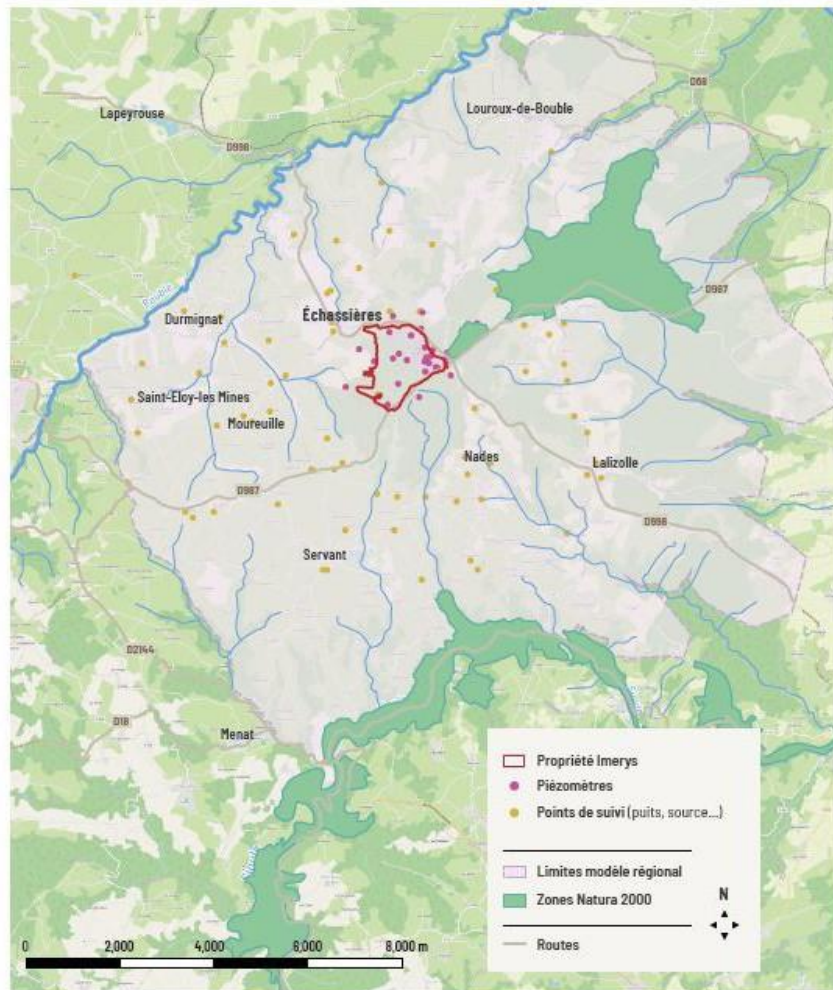 Lapeyrouse
Louroux-de-Bouble
D68
D998
Bouble
D987
Échassières
Durmignat
Saint-Eloy-les Mines
Moureuille
Nades
Lalizolle
D987
D998
Servant
D2144
D18
Menat
Sioule
Propriété Imerys
Piézomètres
Points de suivi (puits, source...)
Limites modèle régional
Zones Natura 2000
N
Routes
0 2,000 4,000 6,000 8,000 m